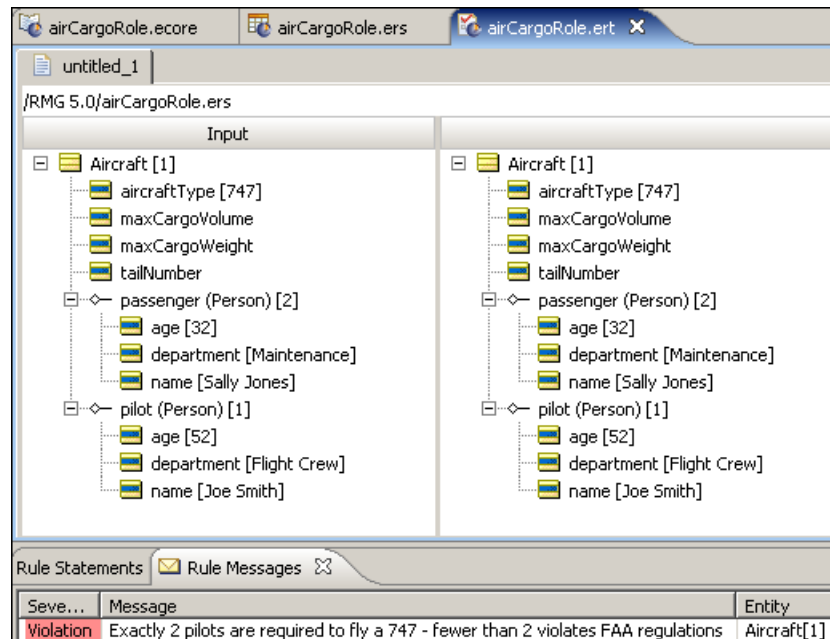 airCargoRole.ecore airCargoRole.ers airCargoRole.ert
untitled_1
/RMG 5.0/airCargoRole.ers
Input
Aircraft [1] Aircraft [1]
aircraftType [747] aircraftType [747]
maxCargoVolume maxCargoVolume
maxCargoWeight maxCargoWeight
tailNumber tailNumber
passenger (Person) [2] passenger (Person) [2]
age [32] age [32]
department [Maintenance] department [Maintenance]
name [Sally Jones] name [Sally Jones]
pilot (Person) [1] pilot (Person) [1]
age [52] age [52]
department [Flight Crew] department [Flight Crew]
name [Joe Smith] name [Joe Smith]
Rule Statements Rule Messages
Seve... Message Entity
Violation Exactly 2 pilots are required to fly a 747 - fewer than 2 violates FAA regulations Aircraft[1]